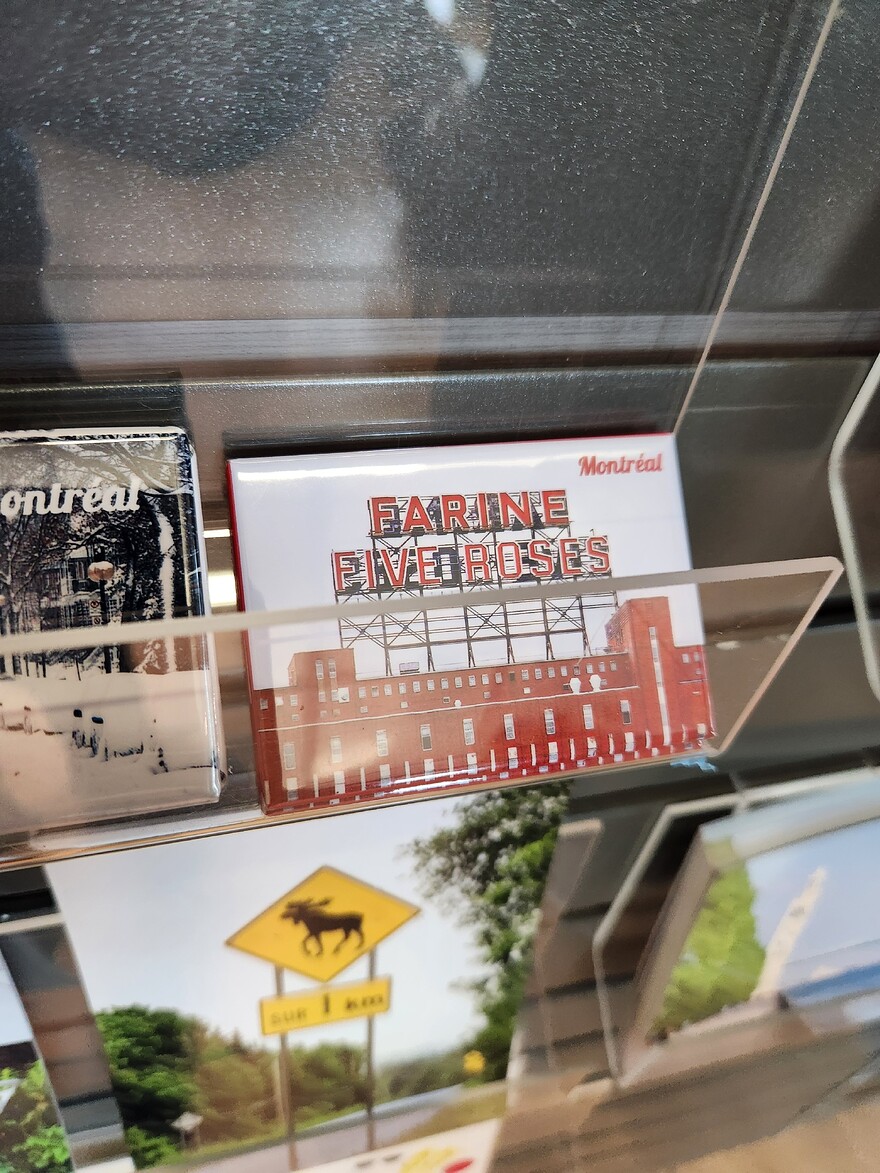 ontréal
Montréal
FARINE
FIVE ROSES
SUR 1 km